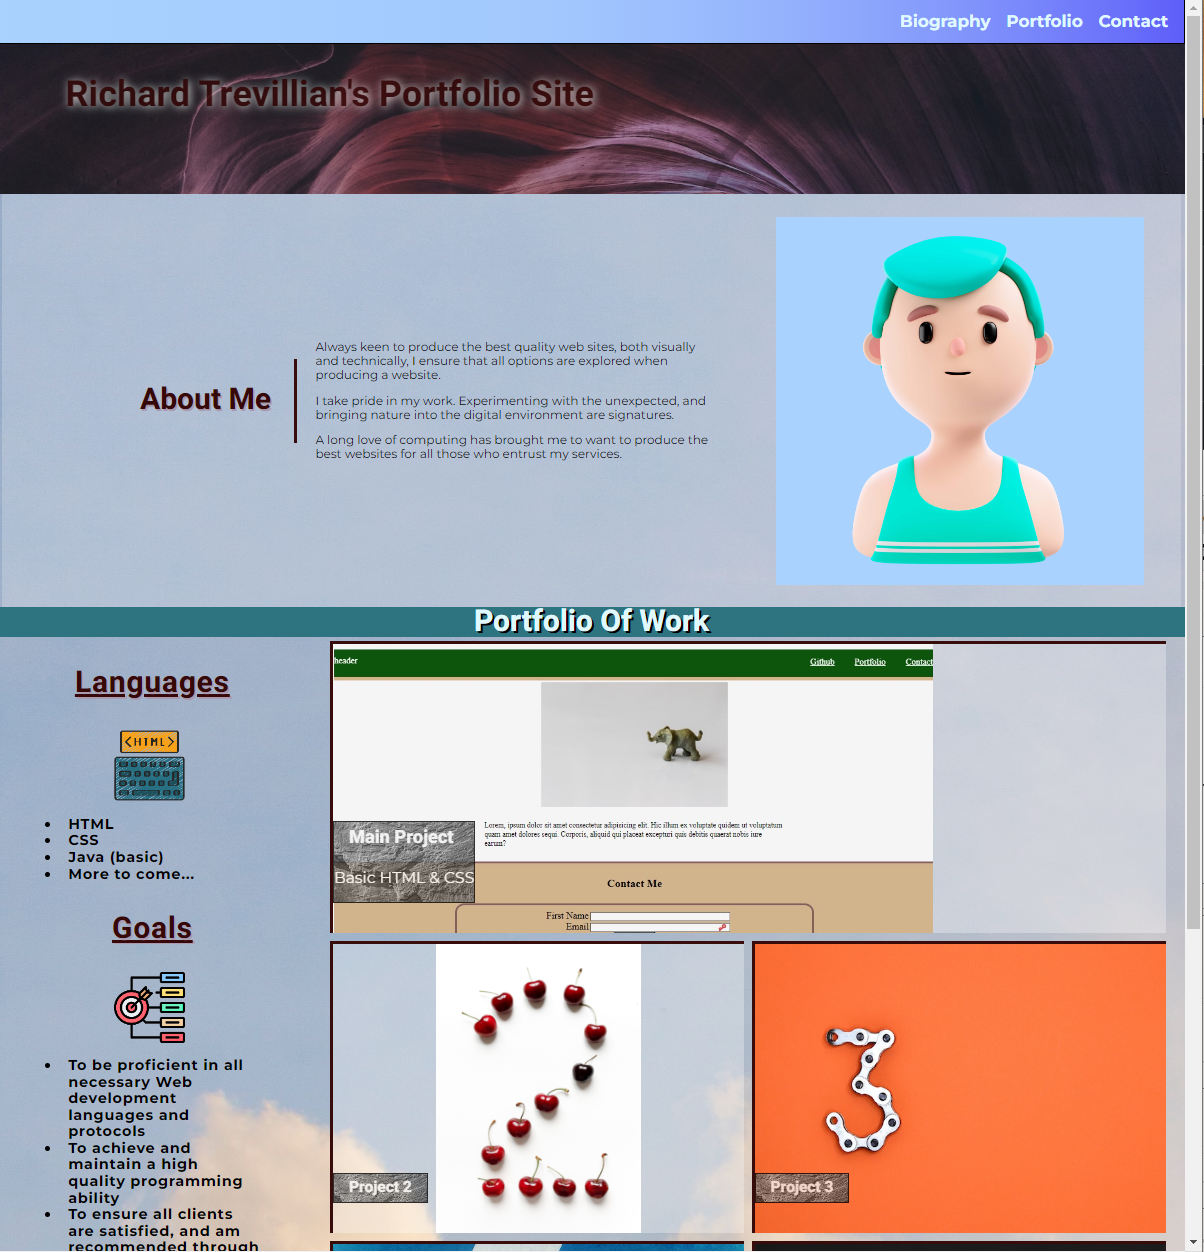 Biography Portfolio Contact
Richard Trevillian's Portfolio Site
About Me
Always keen to produce the best quality web sites, both visually
and technically, I ensure that all options are explored when
producing a website.
I take pride in my work. Experimenting with the unexpected, and
bringing nature into the digital environment are signatures.
A long love of computing has brought me to want to produce the
best websites for all those who entrust my services.
Portfolio Of Work
Languages
<HTML>
HTML
CSS
Java (basic)
More to come...
Goals
To be proficient in all
necessary Web
development
languages and
protocols
To achieve and
maintain a high
quality programming
ability
To ensure all clients
are satisfied, and am
recommended through
header
Github Portfolio Contact
Lorem, ipsum dolor sit amet consectetur adipisicing elit. Hic illum ex voluptate quidem ut voluptatum
quam amet dolores sequi. Corporis, aliquid qui placeat excepturi quis debitis quaerat nobis iure
earum?
Main Project
Basic HTML & CSS
Contact Me
First Name
Email
2
Project 2
3
Project 3